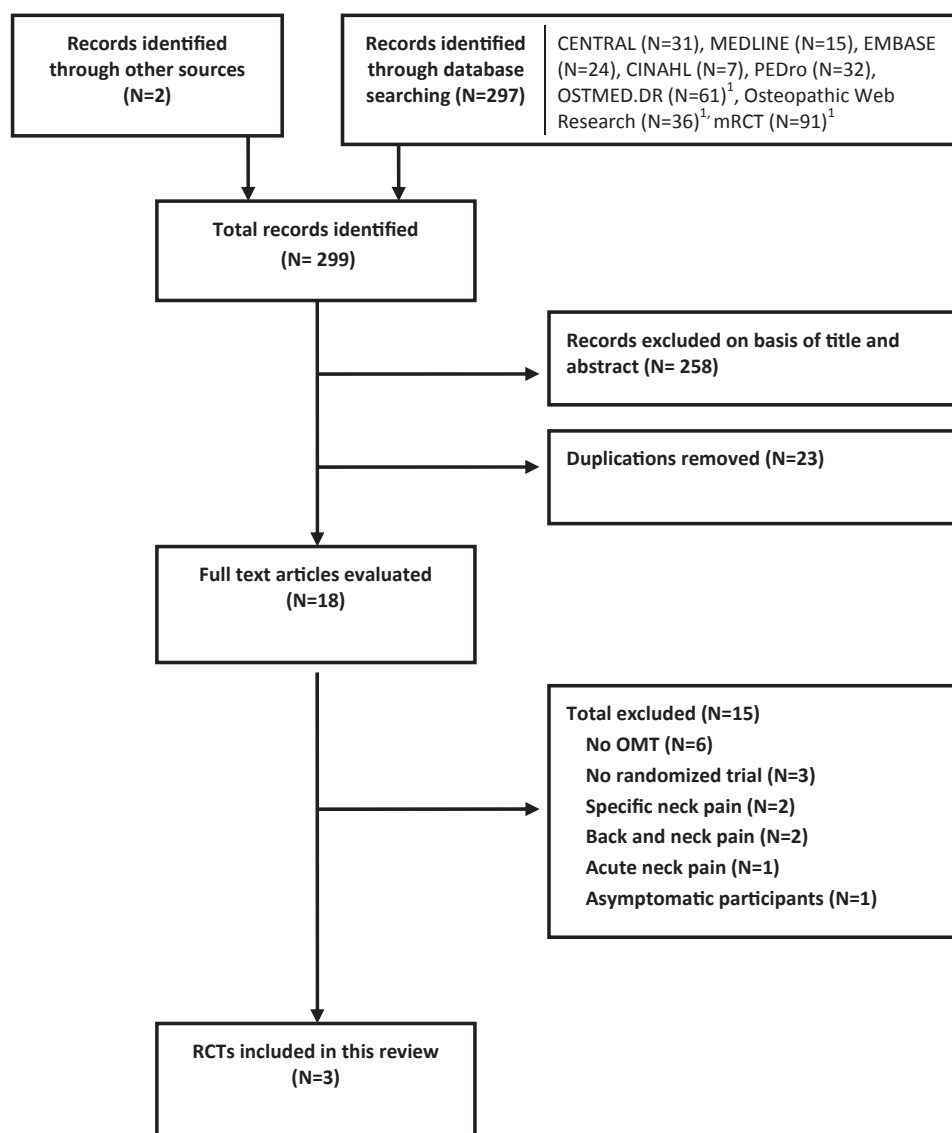 Records identified
through other sources
(N=2)
Records identified
through database
searching (N=297)
CENTRAL (N=31), MEDLINE (N=15), EMBASE
(N=24), CINAHL (N=7), PEDro (N=32),
OSTMED.DR (N=61)¹, Osteopathic Web
Research (N=36)¹, mRCT (N=91)¹
Total records identified
(N= 299)
Records excluded on basis of title and
abstract (N= 258)
Duplications removed (N=23)
Full text articles evaluated
(N=18)
Total excluded (N=15)
No OMT (N=6)
No randomized trial (N=3)
Specific neck pain (N=2)
Back and neck pain (N=2)
Acute neck pain (N=1)
Asymptomatic participants (N=1)
RCTs included in this review
(N=3)